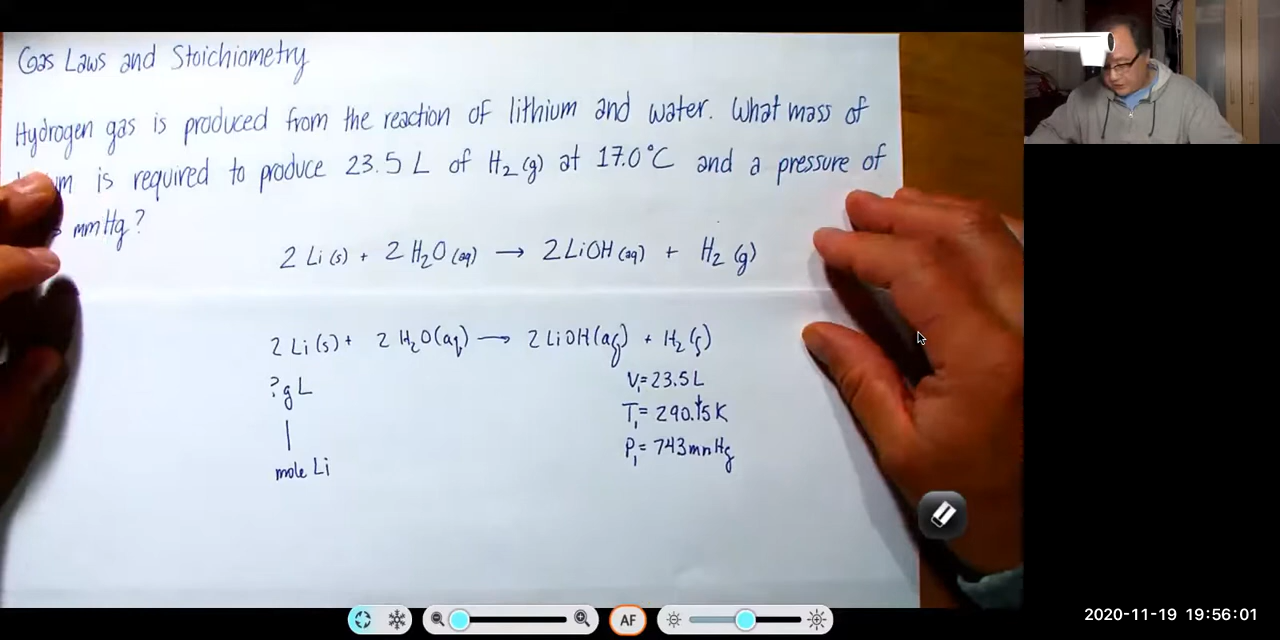 Gas Laws and Stoichiometry
Hydrogen gas is produced from the reaction of lithium and water. What mass of
is required to produce 23.5 L of H₂ (g) at 17.0°C and a pressure of
mmHg?
2 Li (s) + 2 H₂O (aq) → 2 LiOH (aq) + H₂ (g)
2 Li (s) + 2 H₂O (aq) → 2 LiOH (aq) + H₂ (g)
? g L
V₁ = 23.5 L
T₁ = 290.15 K
P₁ = 743 mmHg
mole Li
AF
2020-11-19 19:56:01